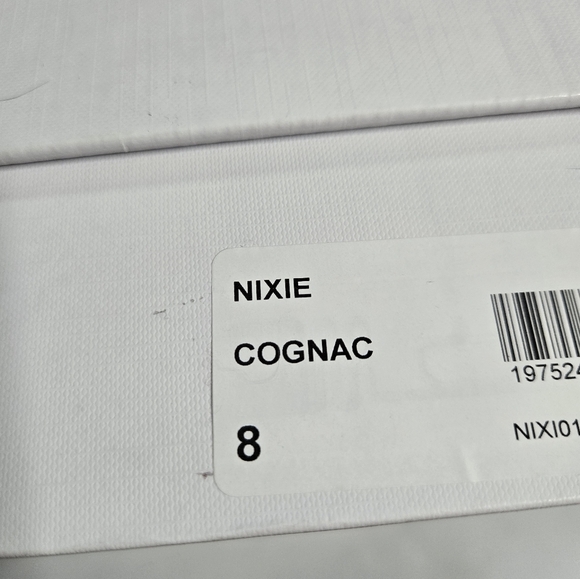 NIXIE
COGNAC
8
197524
NIXI01